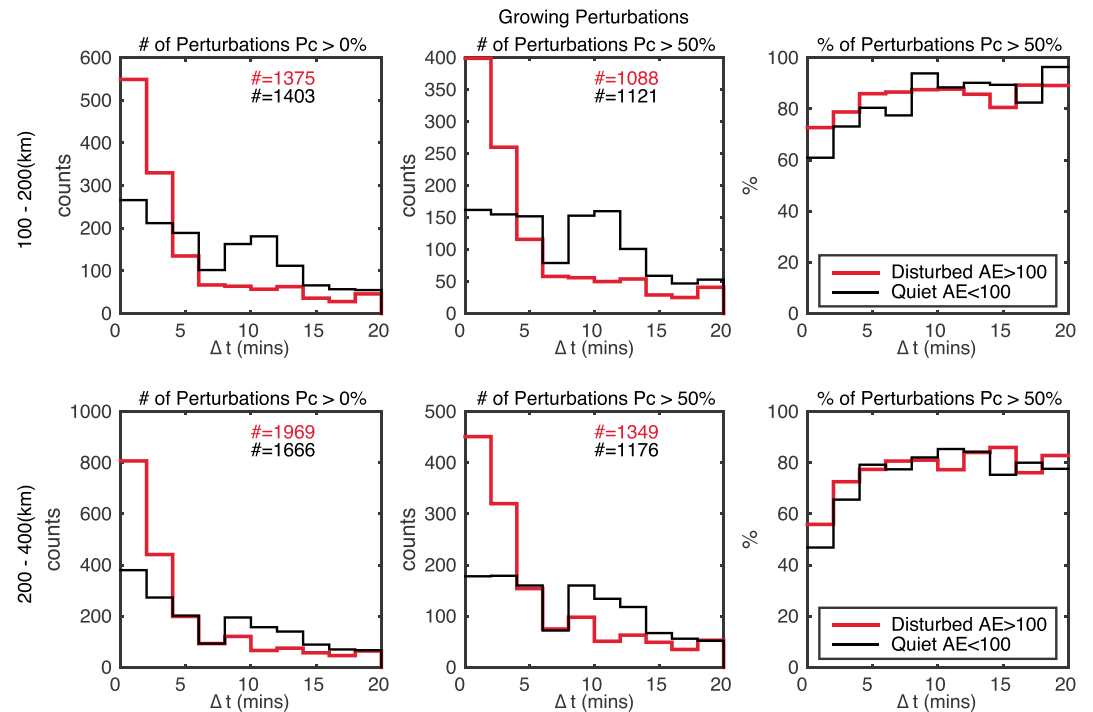 Growing Perturbations
# of Perturbations Pc > 0%
# of Perturbations Pc > 50%
% of Perturbations Pc > 50%
100 - 200(km)
counts
600
500
400
300
200
100
0
#=1375
#=1403
0 5 10 15 20
Δ t (mins)
counts
400
350
300
250
200
150
100
50
0
#=1088
#=1121
0 5 10 15 20
Δ t (mins)
%
100
80
60
40
20
0
Disturbed AE>100
Quiet AE<100
0 5 10 15 20
Δ t (mins)
# of Perturbations Pc > 0%
# of Perturbations Pc > 50%
% of Perturbations Pc > 50%
200 - 400(km)
counts
1000
800
600
400
200
0
#=1969
#=1666
0 5 10 15 20
Δ t (mins)
counts
500
400
300
200
100
0
#=1349
#=1176
0 5 10 15 20
Δ t (mins)
%
100
80
60
40
20
0
Disturbed AE>100
Quiet AE<100
0 5 10 15 20
Δ t (mins)